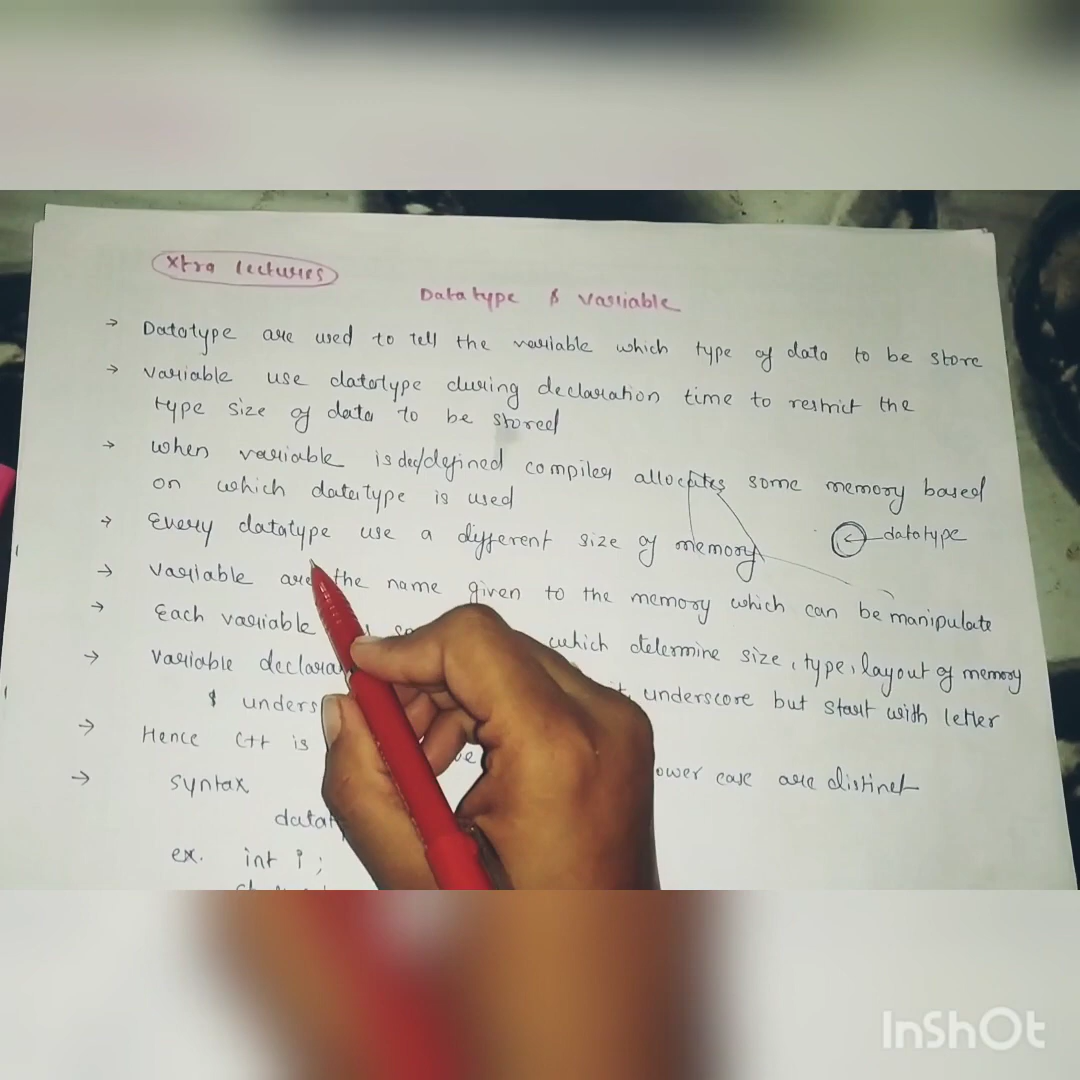 Xtra lectures
Datatype & Variable
→ Datatype are used to tell the variable which type of data to be store
→ variable use datatype during declaration time to restrict the
type size of data to be stored
→ when variable is dec/defined compiler allocates some memory based
on which datatype is used
→ Every datatype use a different size of memory
datatype
→ Variable are the name given to the memory which can be manipulate
→ Each variable which determine size, type, layout of memory
→ Variable underscore but start with letter
&
→ Hence C++ is lower case are distinct
→ syntax
ex. int i ;
InShOt